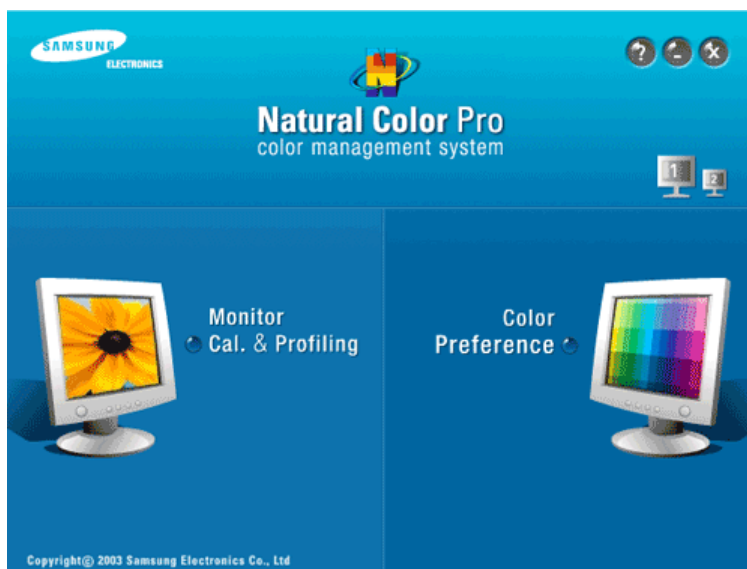 SAMSUNG
ELECTRONICS
? - x
N
Natural Color Pro
color management system
1 2
Monitor
Cal. & Profiling
Color
Preference
Copyright© 2003 Samsung Electronics Co., Ltd